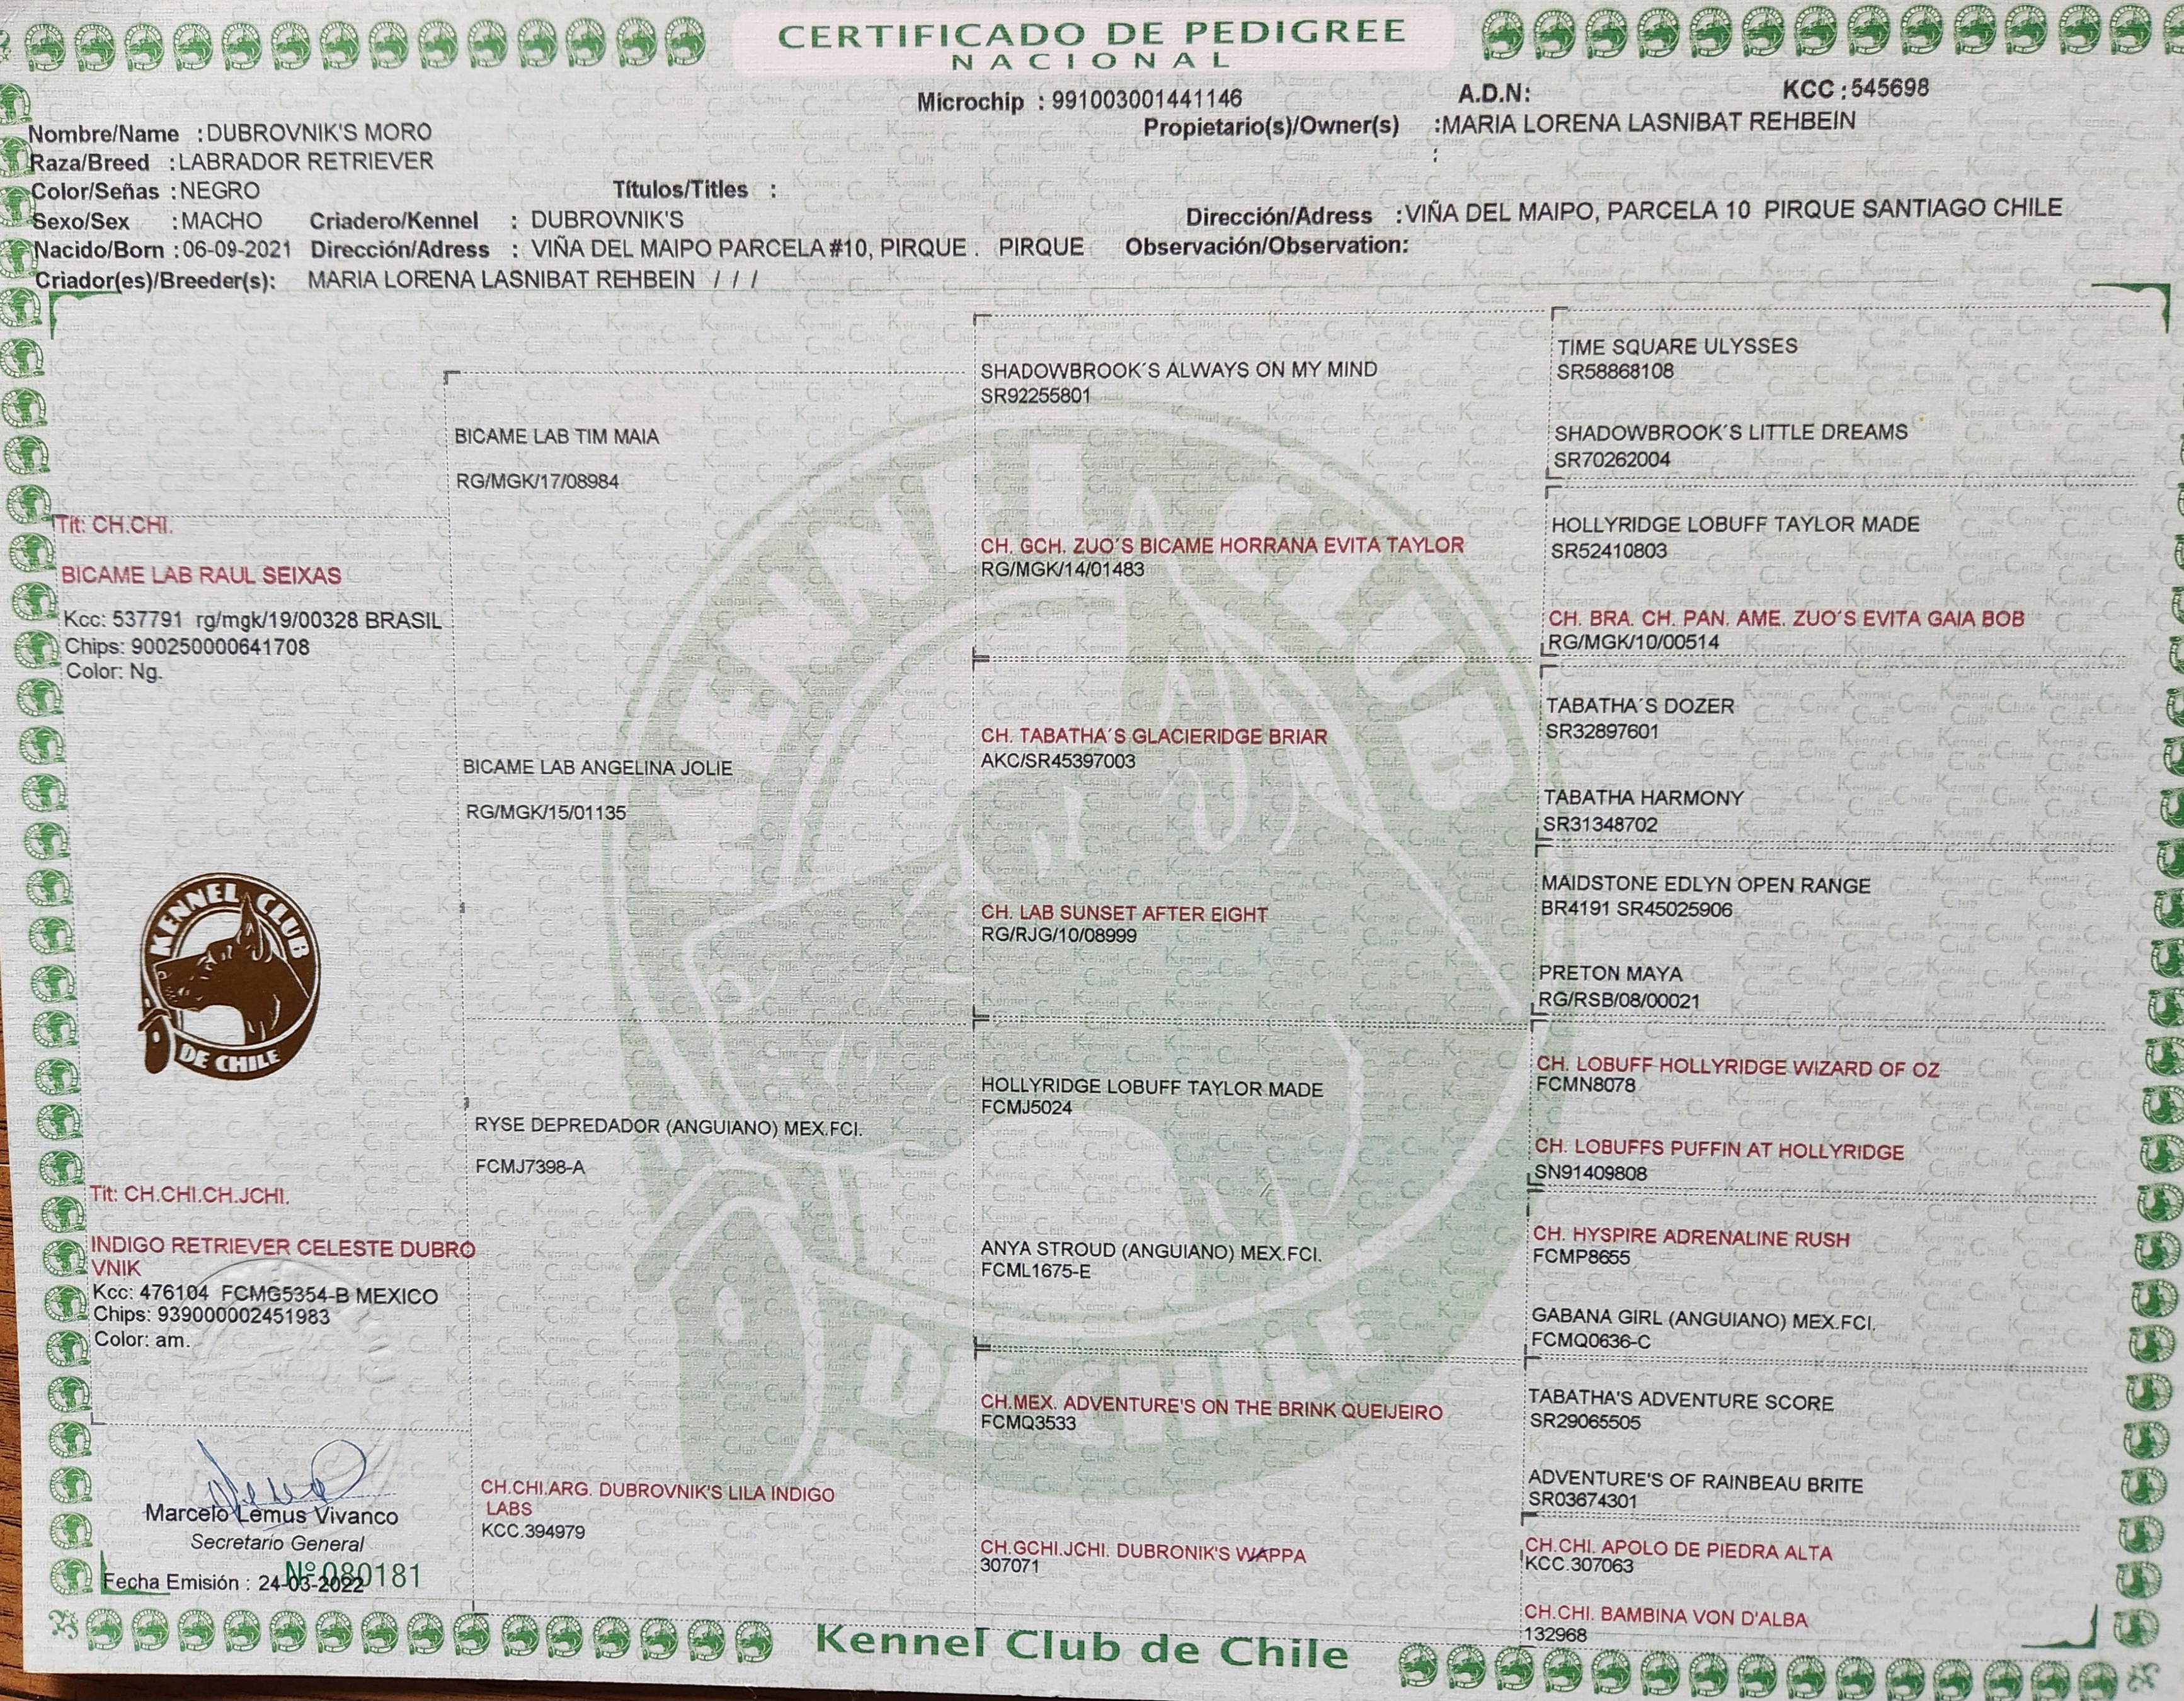 CERTIFICADO DE PEDIGREE
NACIONAL
Microchip : 991003001441146
A.D.N:
KCC : 545698
Nombre/Name : DUBROVNIK'S MORO
Propietario(s)/Owner(s) :MARIA LORENA LASNIBAT REHBEIN
:
Raza/Breed : LABRADOR RETRIEVER
Color/Señas : NEGRO
Títulos/Titles :
Sexo/Sex : MACHO
Criadero/Kennel : DUBROVNIK'S
Dirección/Adress : VIÑA DEL MAIPO, PARCELA 10 PIRQUE SANTIAGO CHILE
Nacido/Born : 06-09-2021
Dirección/Adress : VIÑA DEL MAIPO PARCELA #10, PIRQUE . PIRQUE
Observación/Observation:
Criador(es)/Breeder(s): MARIA LORENA LASNIBAT REHBEIN / / /
Tit: CH.CHI.
BICAME LAB RAUL SEIXAS
Kcc: 537791 rg/mgk/19/00328 BRASIL
Chips: 900250000641708
Color: Ng.
KENNEL CLUB
DE CHILE
Tit: CH.CHI.CH.JCHI.
INDIGO RETRIEVER CELESTE DUBRO
VNIK
Kcc: 476104 FCMG5354-B MEXICO
Chips: 939000002451983
Color: am.
Marcelo Lemus Vivanco
Secretario General
Nº 080181
Fecha Emisión : 24-03-2022
BICAME LAB TIM MAIA
RG/MGK/17/08984
BICAME LAB ANGELINA JOLIE
RG/MGK/15/01135
RYSE DEPREDADOR (ANGUIANO) MEX.FCI.
FCMJ7398-A
CH.CHI.ARG. DUBROVNIK'S LILA INDIGO
LABS
KCC.394979
SHADOWBROOK´S ALWAYS ON MY MIND
SR92255801
CH. GCH. ZUO´S BICAME HORRANA EVITA TAYLOR
RG/MGK/14/01483
CH. TABATHA´S GLACIERIDGE BRIAR
AKC/SR45397003
CH. LAB SUNSET AFTER EIGHT
RG/RJG/10/08999
HOLLYRIDGE LOBUFF TAYLOR MADE
FCMJ5024
ANYA STROUD (ANGUIANO) MEX.FCI.
FCML1675-E
CH.MEX. ADVENTURE'S ON THE BRINK QUEIJEIRO
FCMQ3533
CH.GCHI.JCHI. DUBRONIK'S WAPPA
307071
TIME SQUARE ULYSSES
SR58868108
SHADOWBROOK´S LITTLE DREAMS
SR70262004
HOLLYRIDGE LOBUFF TAYLOR MADE
SR52410803
CH. BRA. CH. PAN. AME. ZUO´S EVITA GAIA BOB
RG/MGK/10/00514
TABATHA´S DOZER
SR32897601
TABATHA HARMONY
SR31348702
MAIDSTONE EDLYN OPEN RANGE
BR4191 SR45025906
PRETON MAYA
RG/RSB/08/00021
CH. LOBUFF HOLLYRIDGE WIZARD OF OZ
FCMN8078
CH. LOBUFFS PUFFIN AT HOLLYRIDGE
SN91409808
CH. HYSPIRE ADRENALINE RUSH
FCMP8655
GABANA GIRL (ANGUIANO) MEX.FCI.
FCMQ0636-C
TABATHA'S ADVENTURE SCORE
SR29065505
ADVENTURE'S OF RAINBEAU BRITE
SR03674301
CH.CHI. APOLO DE PIEDRA ALTA
KCC.307063
CH.CHI. BAMBINA VON D'ALBA
132968
KENNEL CLUB
DE CHILE
Kennel Club de Chile